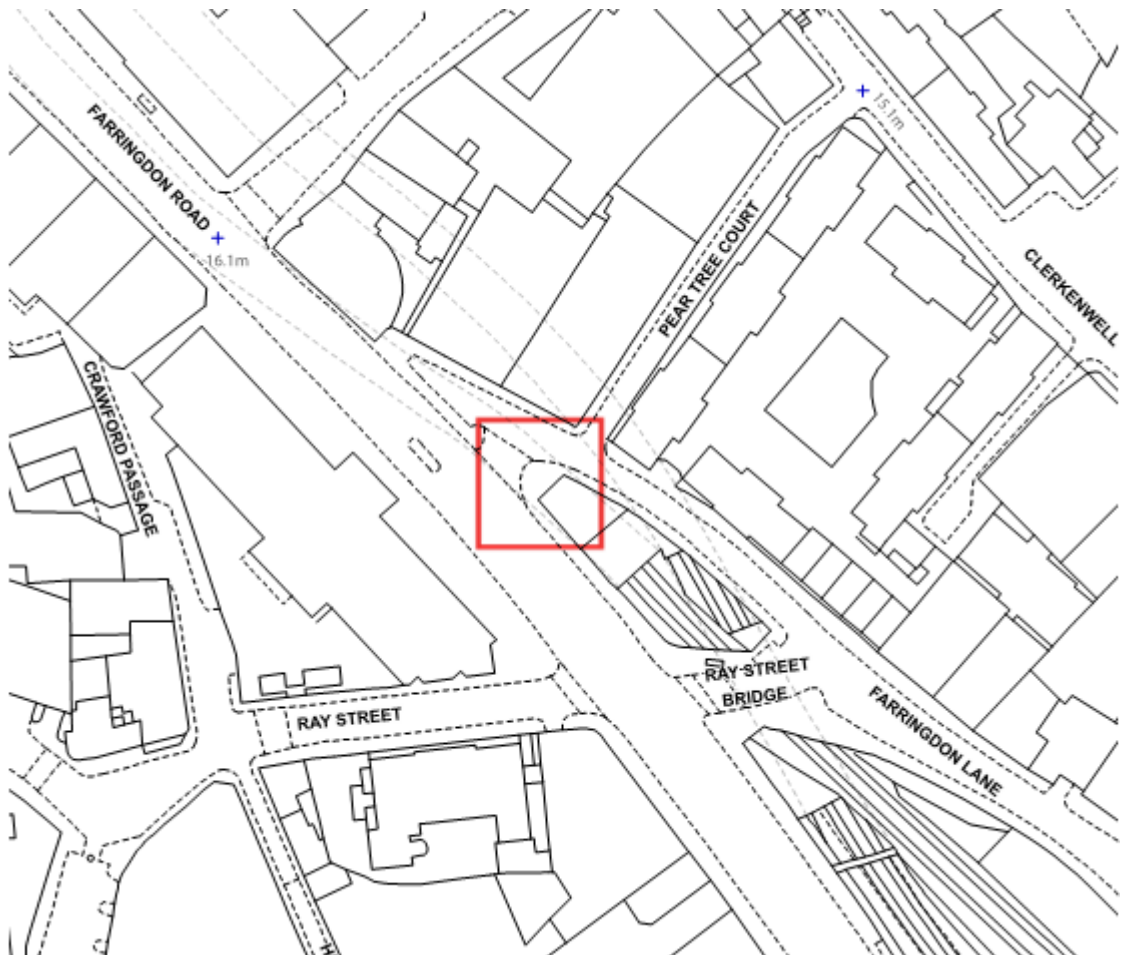 FARRINGDON ROAD
16.1m
15.1m
PEAR TREE COURT
CLERKENWELL
CRAWFORD PASSAGE
RAY STREET
BRIDGE
RAY STREET
FARRINGDON LANE
H